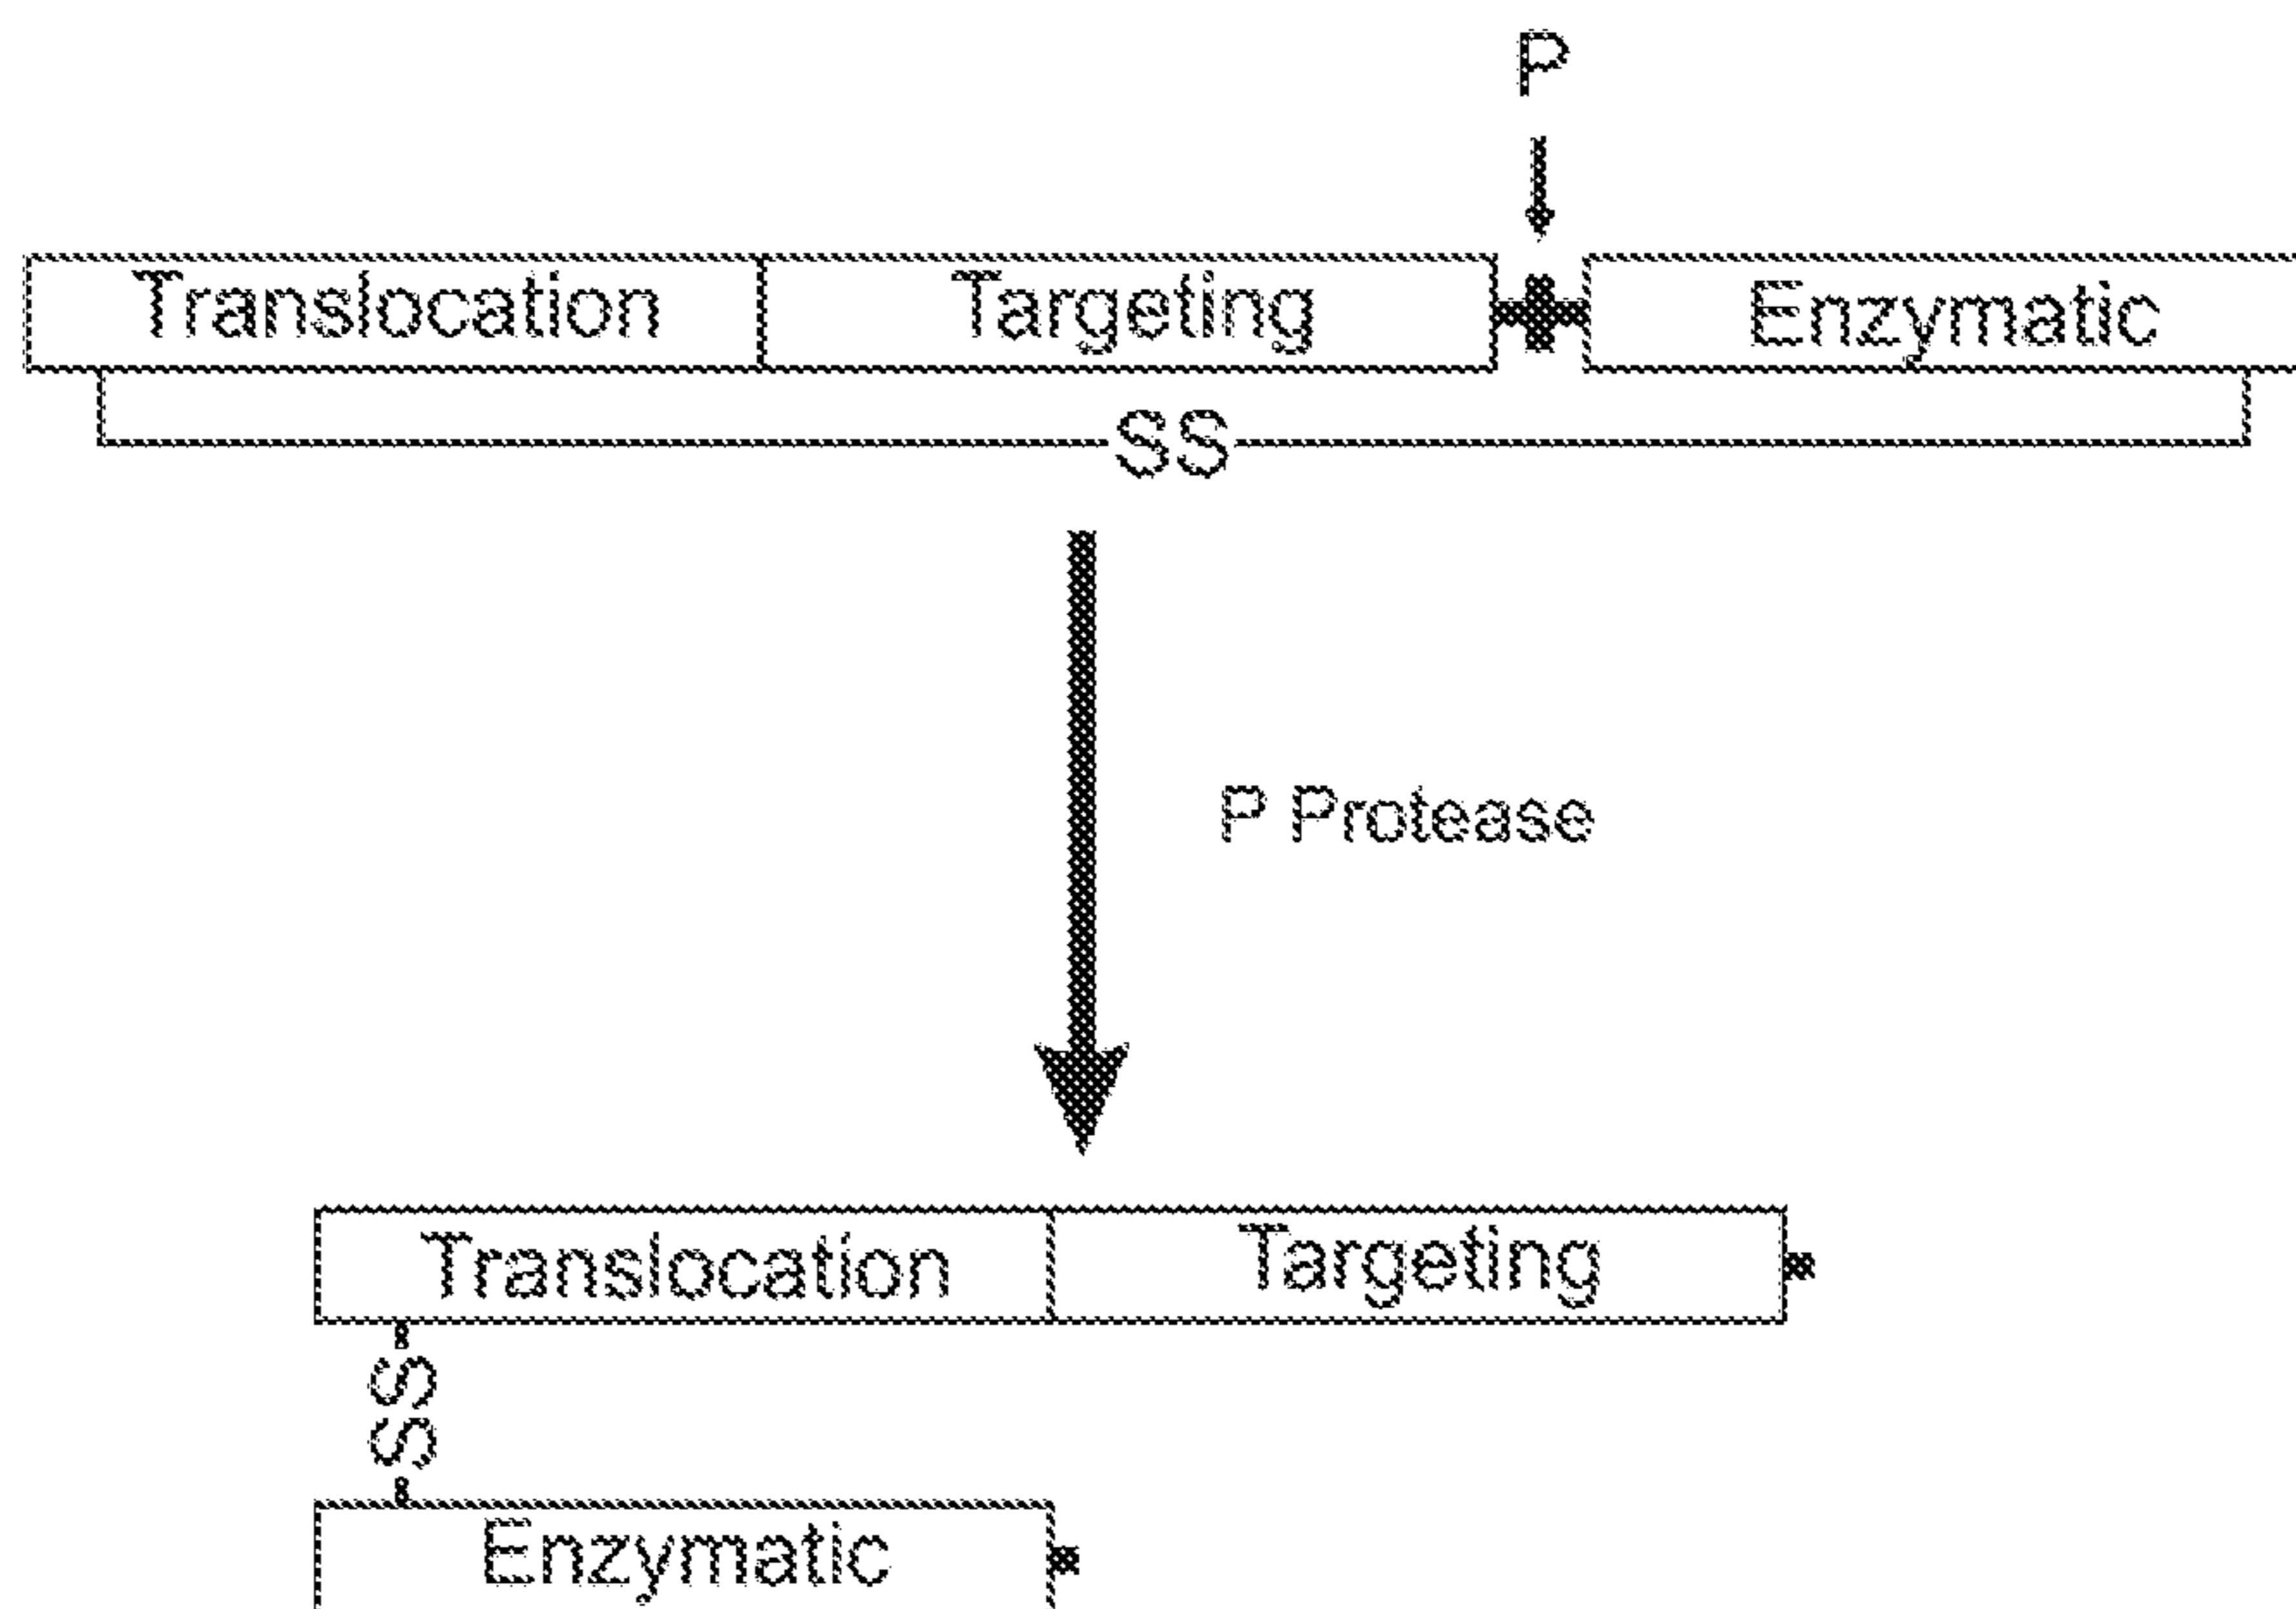 P
Translocation Targeting Enzymatic
SS
P Protease
Translocation Targeting
SS
Enzymatic